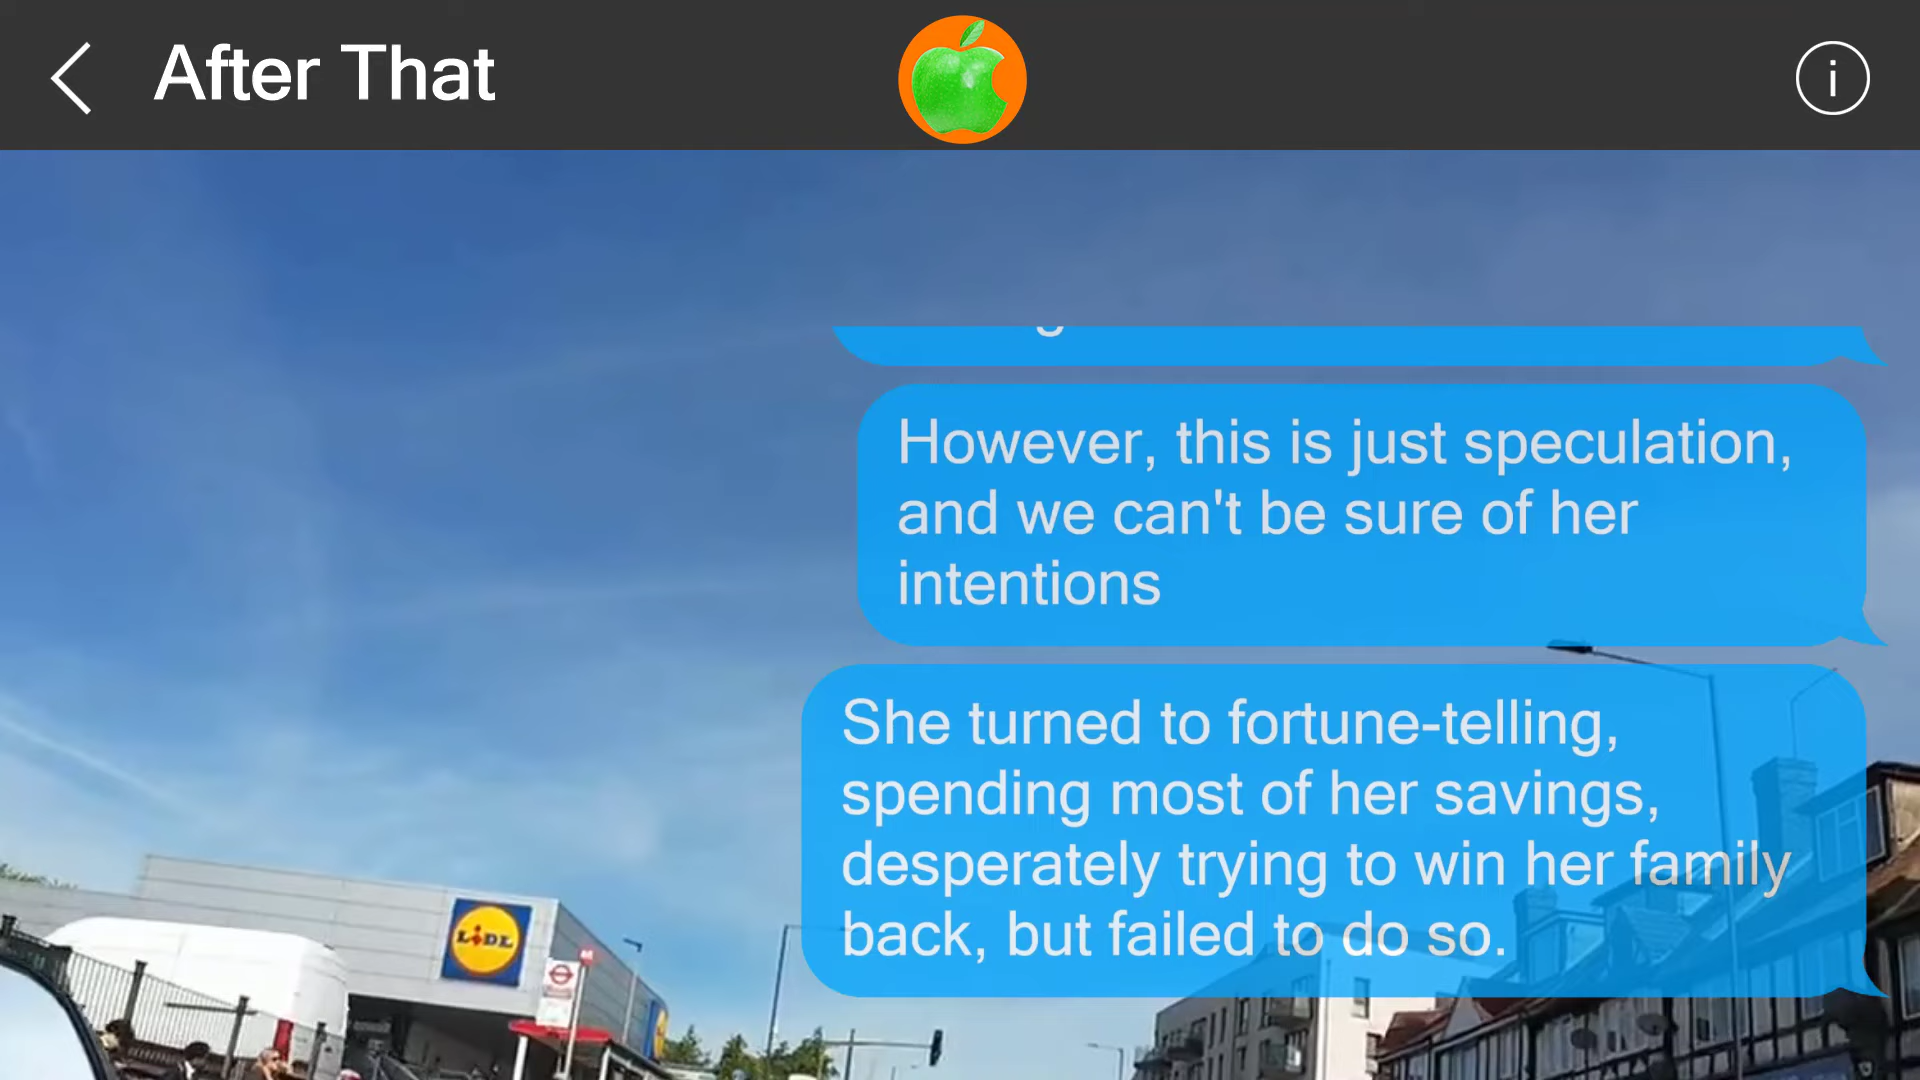 After That
i
However, this is just speculation,
and we can't be sure of her
intentions
She turned to fortune-telling,
spending most of her savings,
desperately trying to win her family
back, but failed to do so.
LIDL